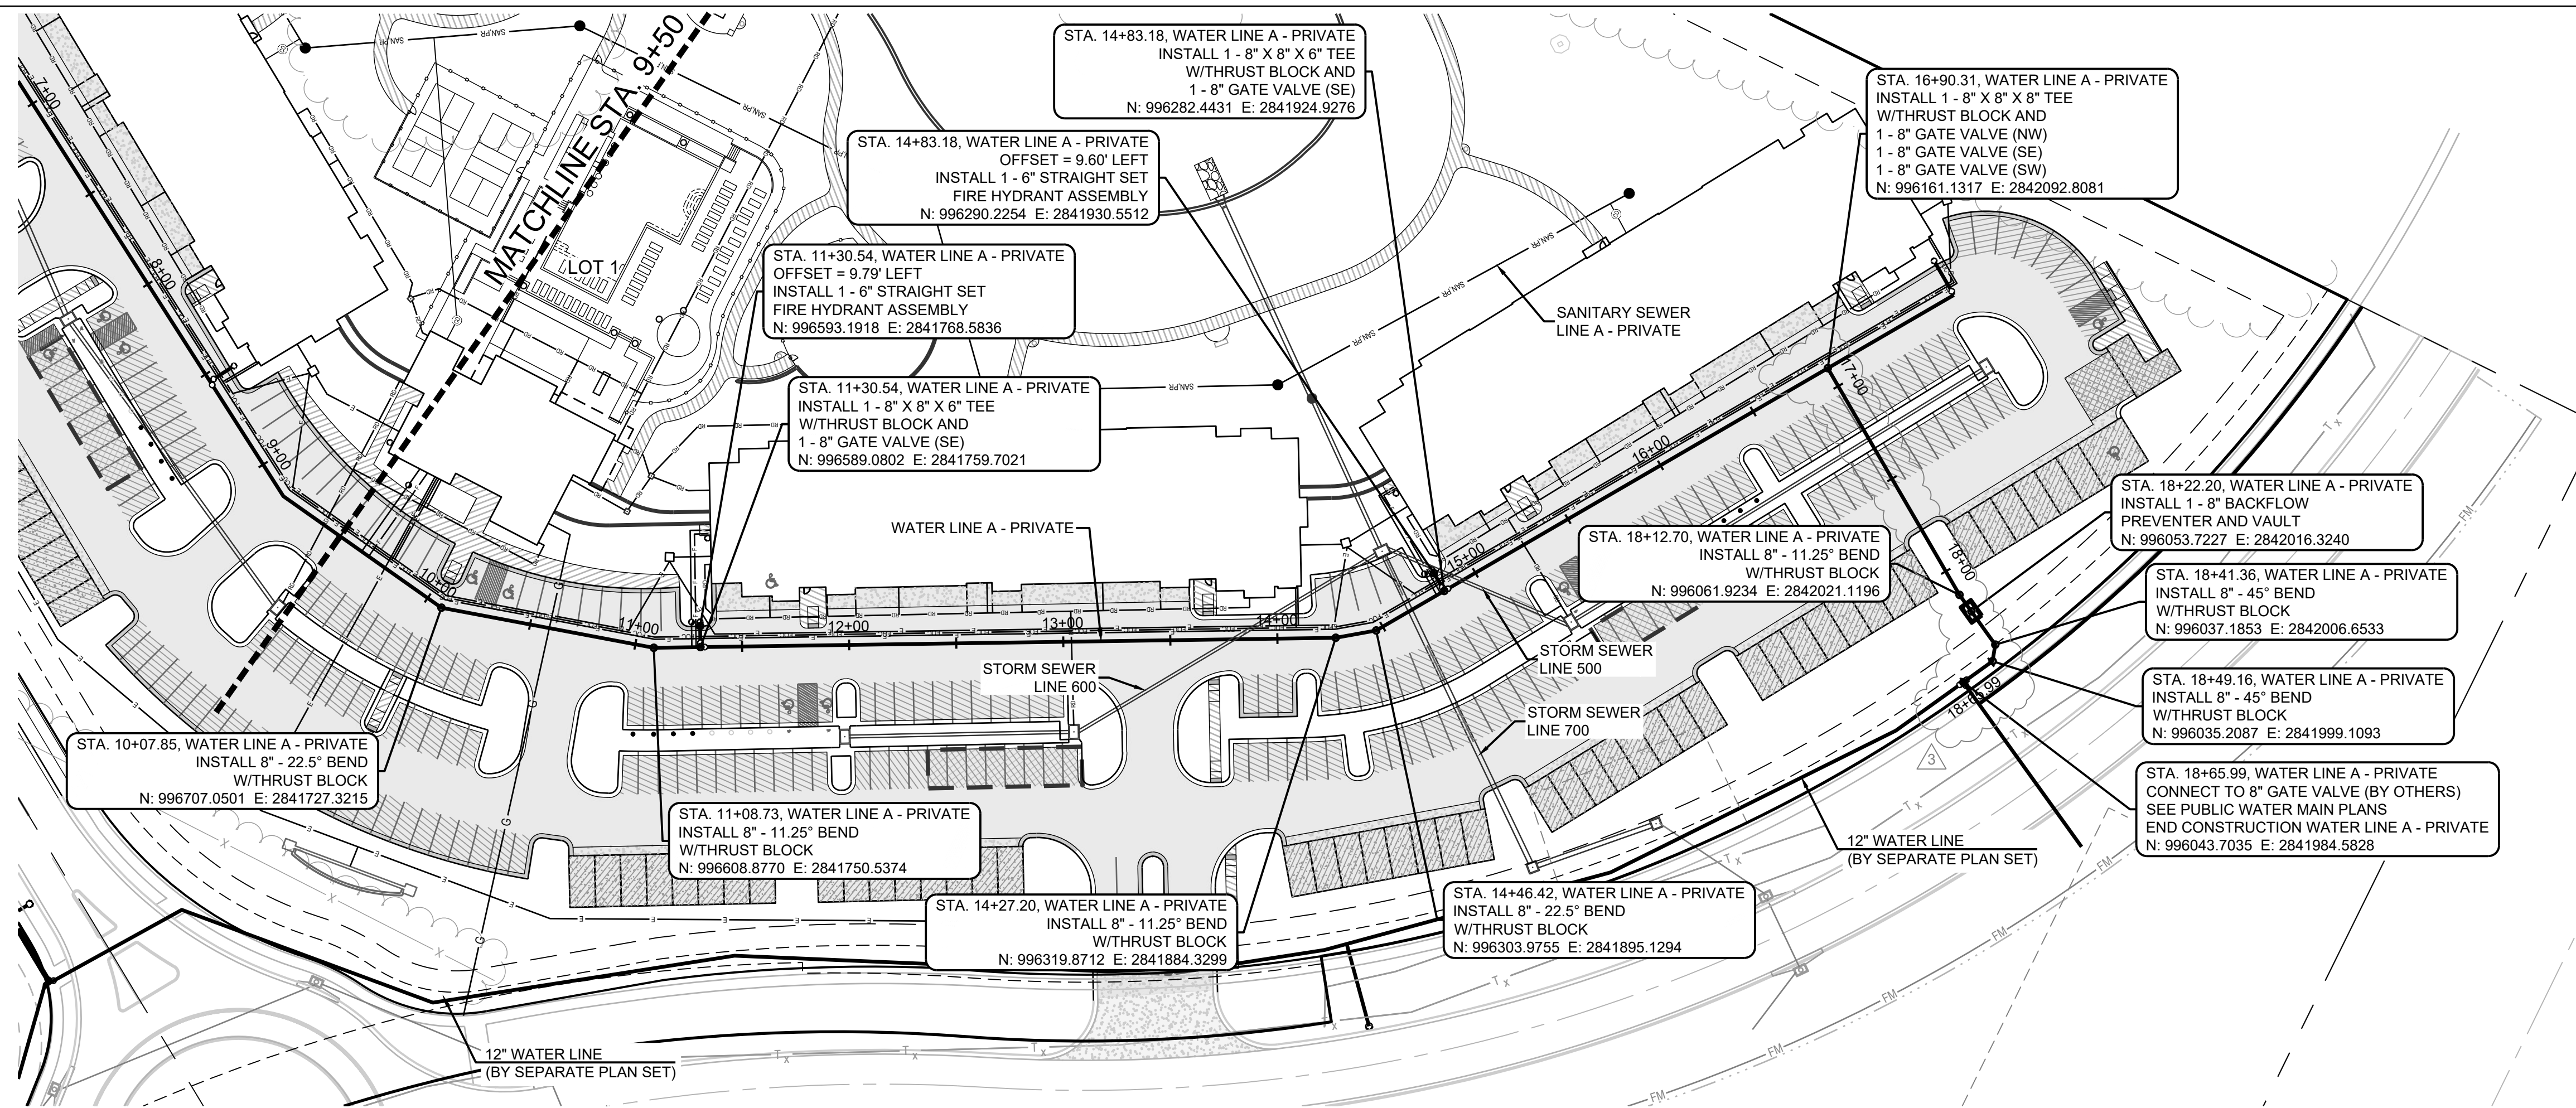 STA. 14+83.18, WATER LINE A - PRIVATE
INSTALL 1 - 8" X 8" X 6" TEE
W/THRUST BLOCK AND
1 - 8" GATE VALVE (SE)
N: 996282.4431 E: 2841924.9276
STA. 16+90.31, WATER LINE A - PRIVATE
INSTALL 1 - 8" X 8" X 8" TEE
W/THRUST BLOCK AND
1 - 8" GATE VALVE (NW)
1 - 8" GATE VALVE (SE)
1 - 8" GATE VALVE (SW)
N: 996161.1317 E: 2842092.8081
STA. 14+83.18, WATER LINE A - PRIVATE
OFFSET = 9.60' LEFT
INSTALL 1 - 6" STRAIGHT SET
FIRE HYDRANT ASSEMBLY
N: 996290.2254 E: 2841930.5512
STA. 11+30.54, WATER LINE A - PRIVATE
OFFSET = 9.79' LEFT
INSTALL 1 - 6" STRAIGHT SET
FIRE HYDRANT ASSEMBLY
N: 996593.1918 E: 2841768.5836
STA. 11+30.54, WATER LINE A - PRIVATE
INSTALL 1 - 8" X 8" X 6" TEE
W/THRUST BLOCK AND
1 - 8" GATE VALVE (SE)
N: 996589.0802 E: 2841759.7021
MATCHLINE STA. 9+50
LOT 1
SANITARY SEWER
LINE A - PRIVATE
WATER LINE A - PRIVATE
7+00
8+00
9+00
10+00
11+00
12+00
13+00
14+00
15+00
16+00
17+00
18+00
18+65.99
STA. 18+22.20, WATER LINE A - PRIVATE
INSTALL 1 - 8" BACKFLOW
PREVENTER AND VAULT
N: 996053.7227 E: 2842016.3240
STA. 18+12.70, WATER LINE A - PRIVATE
INSTALL 8" - 11.25° BEND
W/THRUST BLOCK
N: 996061.9234 E: 2842021.1196
STA. 18+41.36, WATER LINE A - PRIVATE
INSTALL 8" - 45° BEND
W/THRUST BLOCK
N: 996037.1853 E: 2842006.6533
STA. 18+49.16, WATER LINE A - PRIVATE
INSTALL 8" - 45° BEND
W/THRUST BLOCK
N: 996035.2087 E: 2841999.1093
STA. 18+65.99, WATER LINE A - PRIVATE
CONNECT TO 8" GATE VALVE (BY OTHERS)
SEE PUBLIC WATER MAIN PLANS
END CONSTRUCTION WATER LINE A - PRIVATE
N: 996043.7035 E: 2841984.5828
STORM SEWER
LINE 500
STORM SEWER
LINE 600
STORM SEWER
LINE 700
3
STA. 10+07.85, WATER LINE A - PRIVATE
INSTALL 8" - 22.5° BEND
W/THRUST BLOCK
N: 996707.0501 E: 2841727.3215
STA. 11+08.73, WATER LINE A - PRIVATE
INSTALL 8" - 11.25° BEND
W/THRUST BLOCK
N: 996608.8770 E: 2841750.5374
STA. 14+27.20, WATER LINE A - PRIVATE
INSTALL 8" - 11.25° BEND
W/THRUST BLOCK
N: 996319.8712 E: 2841884.3299
STA. 14+46.42, WATER LINE A - PRIVATE
INSTALL 8" - 22.5° BEND
W/THRUST BLOCK
N: 996303.9755 E: 2841895.1294
12" WATER LINE
(BY SEPARATE PLAN SET)
12" WATER LINE
(BY SEPARATE PLAN SET)